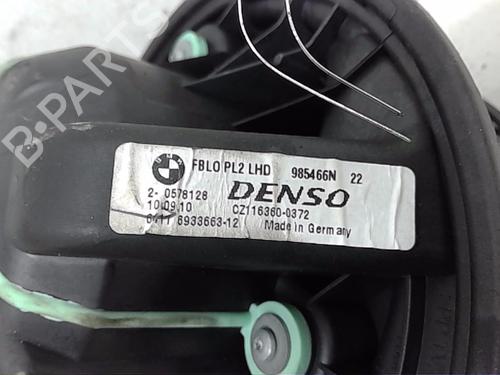 B-PARTS
FBLO PL2 LHD 985466N 22
2- 0578128 DENSO
10.09.10 CZ116360-0372
6411 6933663-12 Made in Germany